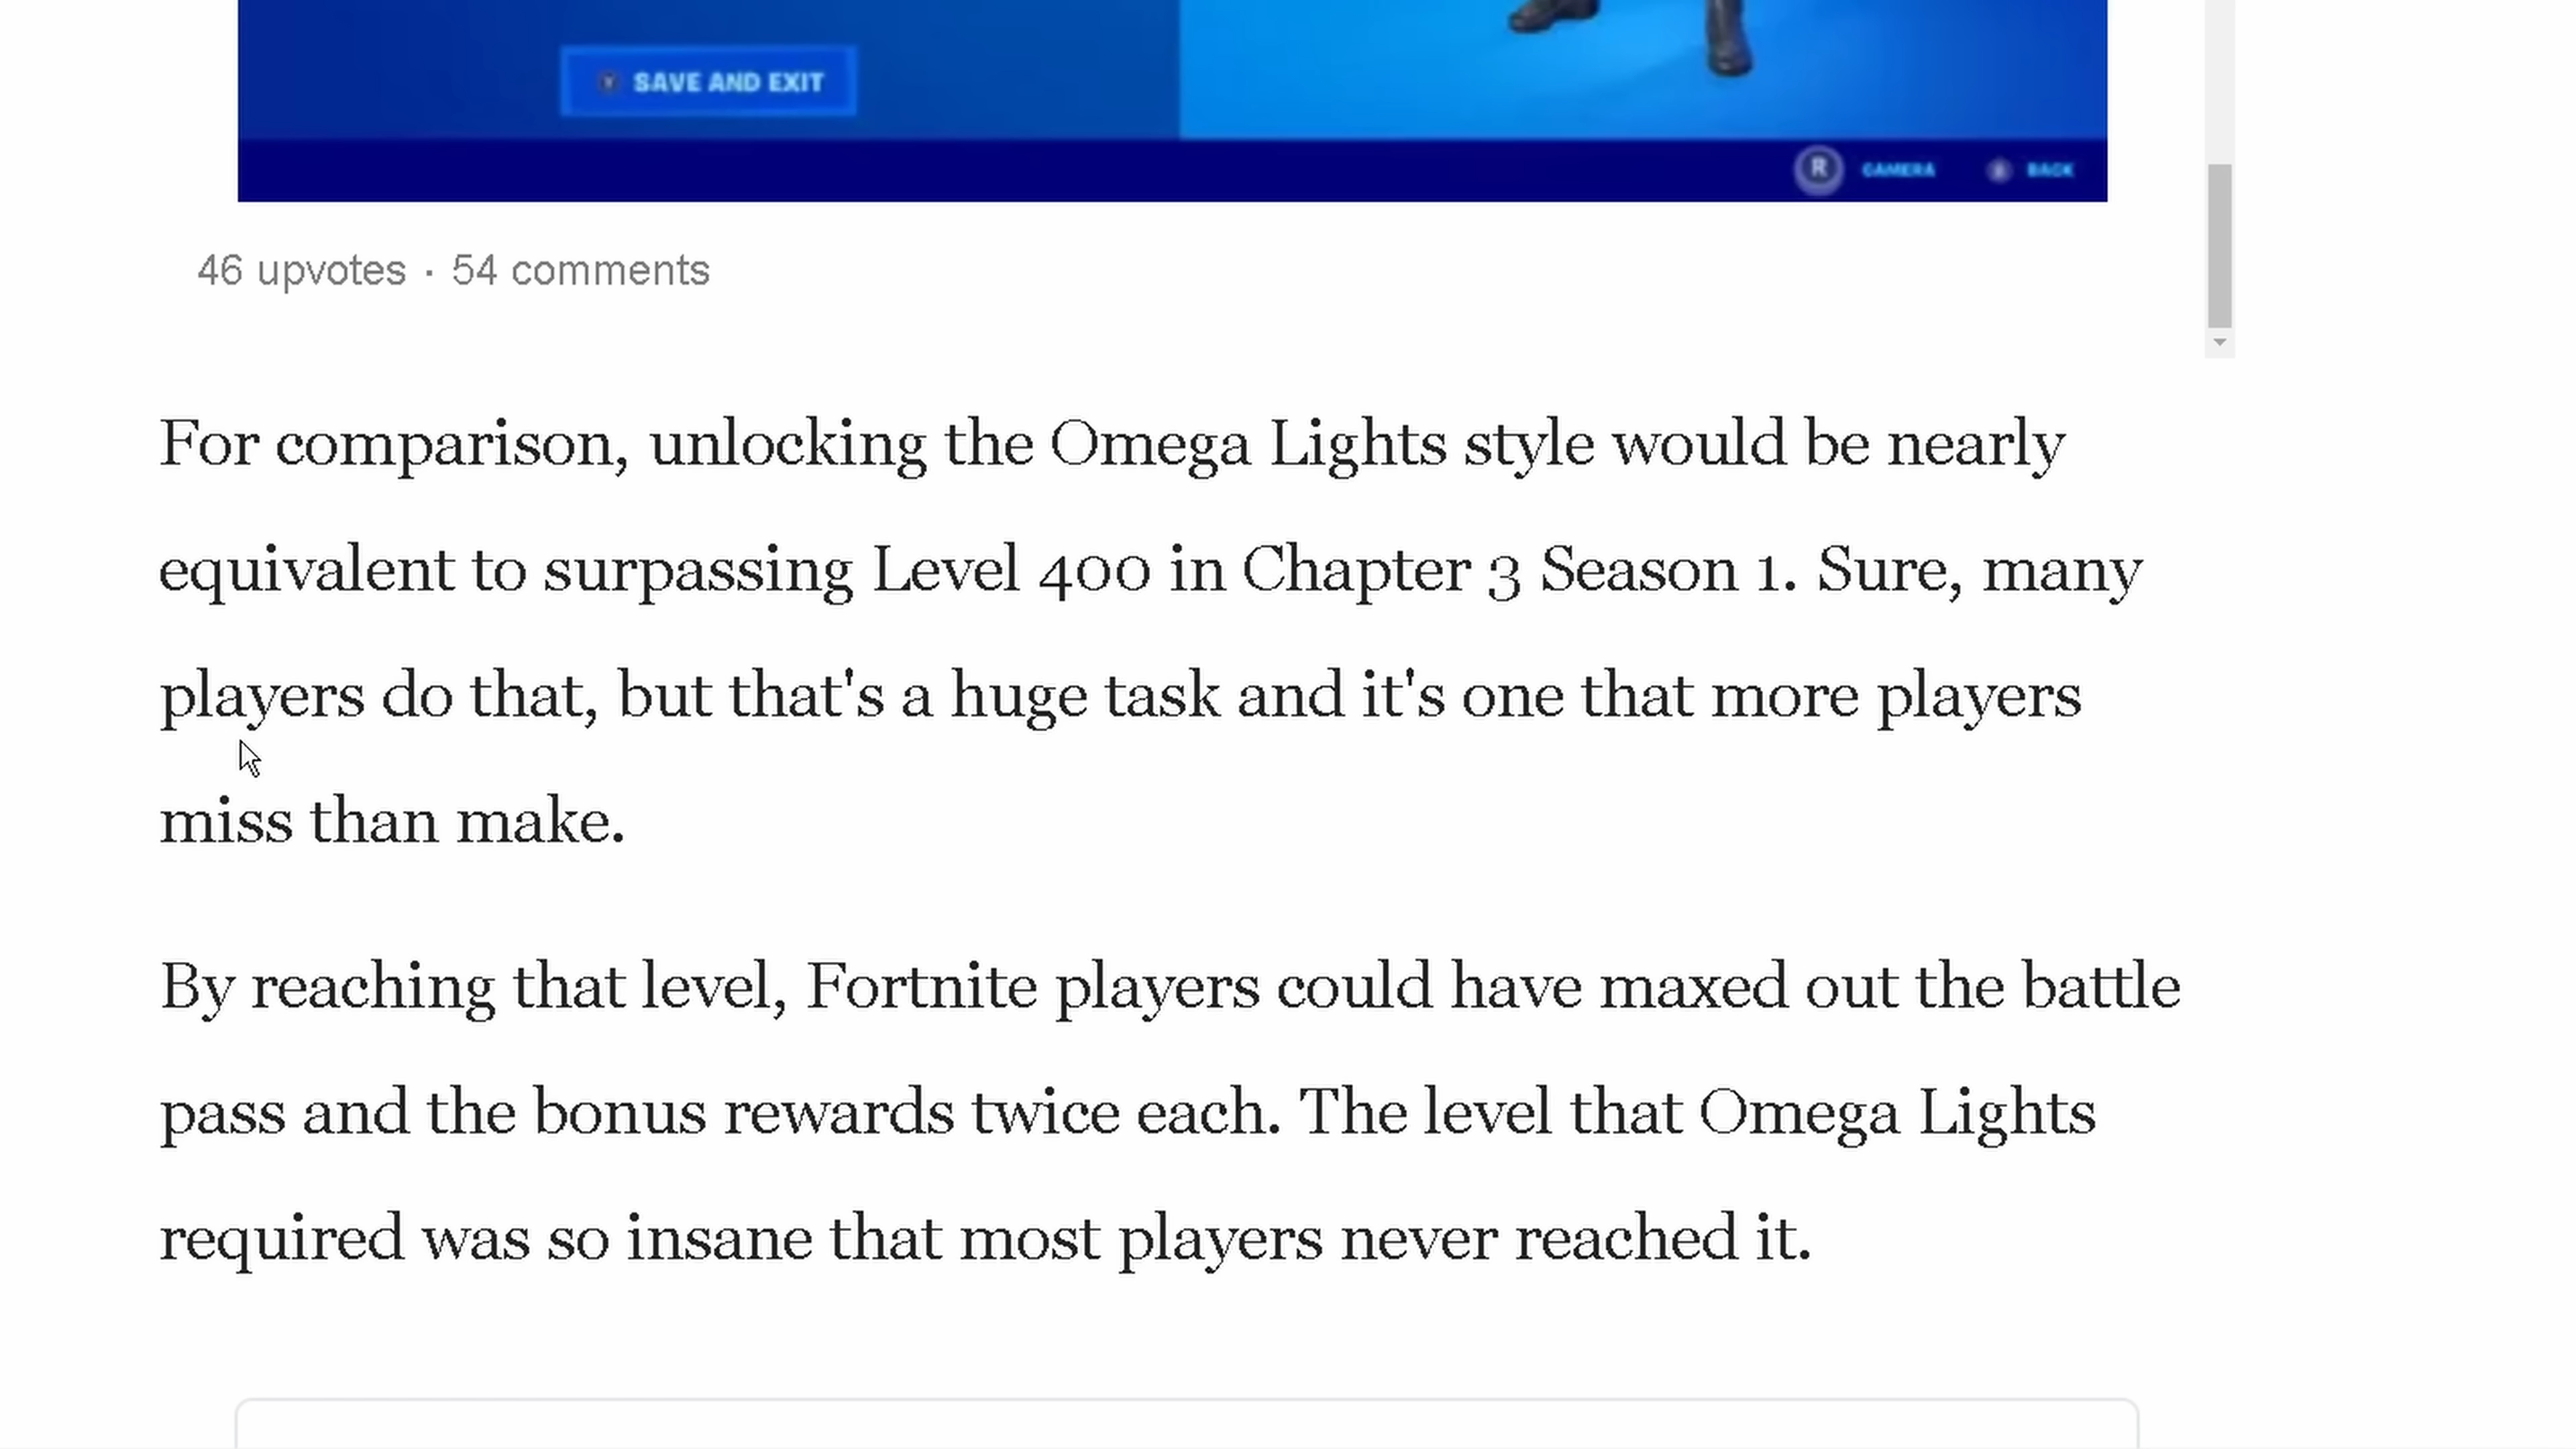 SAVE AND EXIT
R CAMERA BACK
46 upvotes · 54 comments
For comparison, unlocking the Omega Lights style would be nearly
equivalent to surpassing Level 400 in Chapter 3 Season 1. Sure, many
players do that, but that's a huge task and it's one that more players
miss than make.
By reaching that level, Fortnite players could have maxed out the battle
pass and the bonus rewards twice each. The level that Omega Lights
required was so insane that most players never reached it.